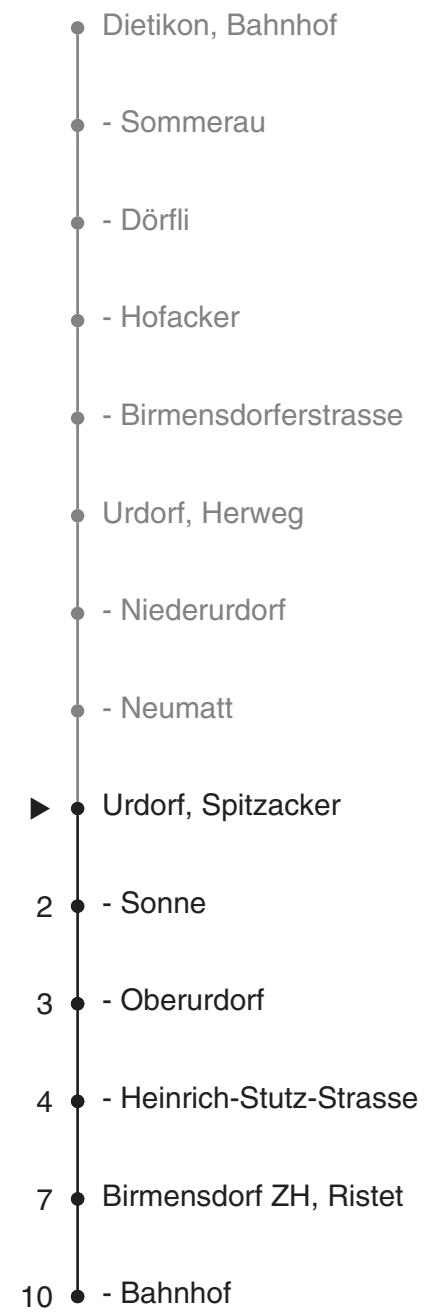 Dietikon, Bahnhof
- Sommerau
- Dörfli
- Hofacker
- Birmensdorferstrasse
Urdorf, Herweg
- Niederurdorf
- Neumatt
Urdorf, Spitzacker
2 - Sonne
3 - Oberurdorf
4 - Heinrich-Stutz-Strasse
7 Birmensdorf ZH, Ristet
10 - Bahnhof